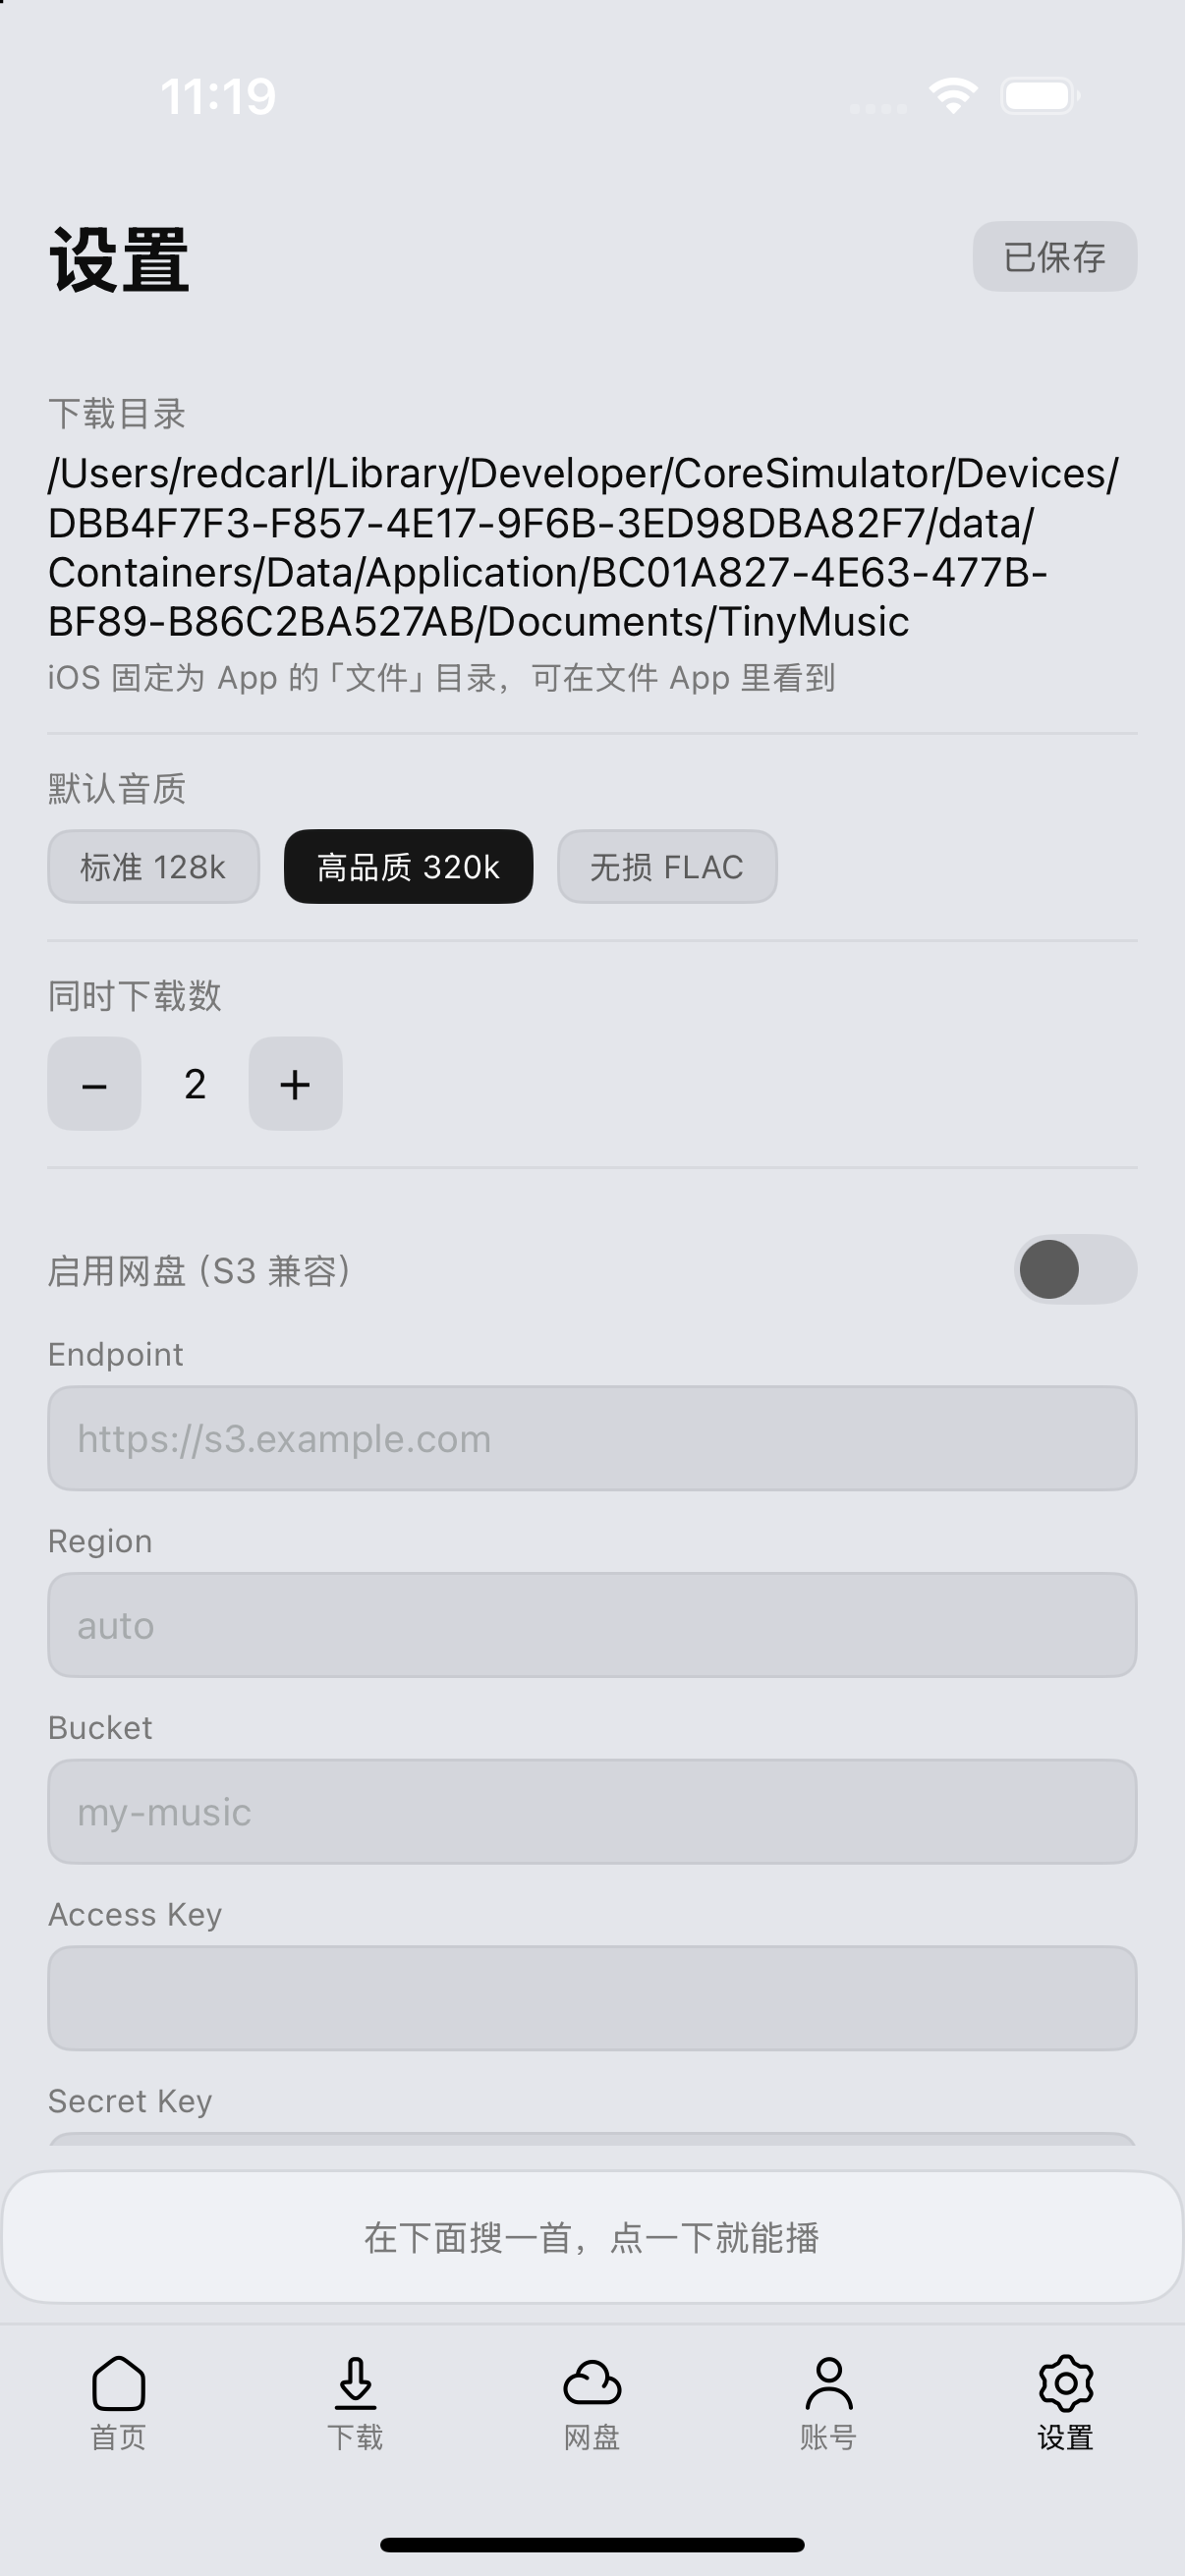 11:19
设置
已保存
下载目录
/Users/redcarl/Library/Developer/CoreSimulator/Devices/
DBB4F7F3-F857-4E17-9F6B-3ED98DBA82F7/data/
Containers/Data/Application/BC01A827-4E63-477B-
BF89-B86C2BA527AB/Documents/TinyMusic
iOS 固定为 App 的「文件」目录，可在文件 App 里看到
默认音质
标准 128k
高品质 320k
无损 FLAC
同时下载数
− 2 +
启用网盘（S3 兼容）
Endpoint
https://s3.example.com
Region
auto
Bucket
my-music
Access Key
Secret Key
在下面搜一首，点一下就能播
首页
下载
网盘
账号
设置